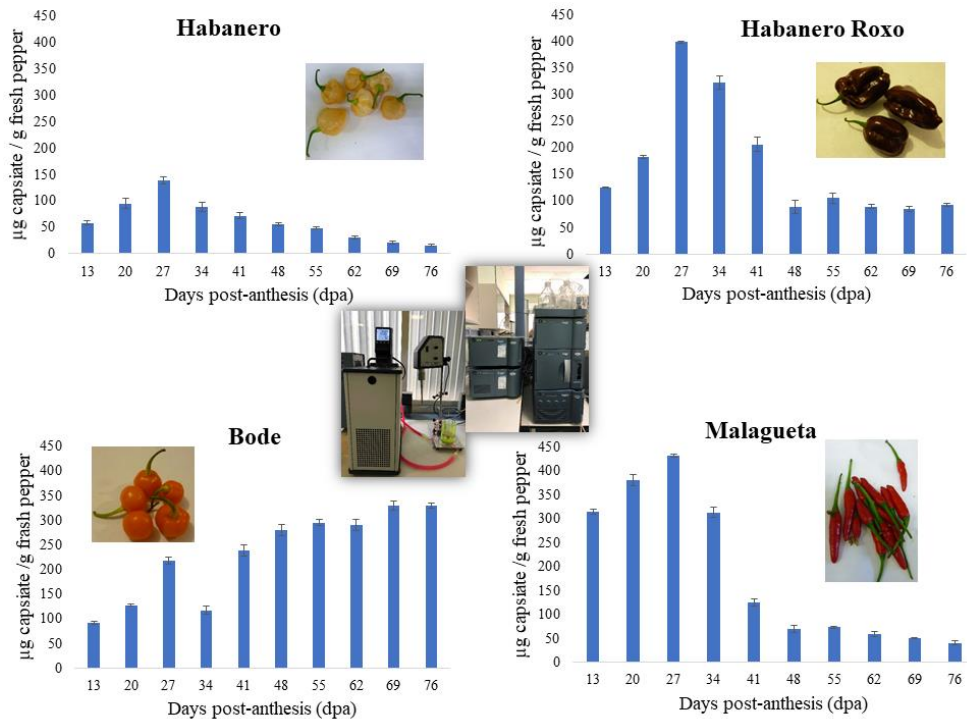 Habanero
µg capsiate / g fresh pepper
450
400
350
300
250
200
150
100
50
0
13 20 27 34 41 48 55 62 69 76
Days post-anthesis (dpa)
Habanero Roxo
µg capsiate / g fresh pepper
450
400
350
300
250
200
150
100
50
0
13 20 27 34 41 48 55 62 69 76
Days post-anthesis (dpa)
Bode
µg capsiate /g frash pepper
450
400
350
300
250
200
150
100
50
0
13 20 27 34 41 48 55 62 69 76
Days post-anthesis (dpa)
Malagueta
µg capsiate /g fresh pepper
450
400
350
300
250
200
150
100
50
0
13 20 27 34 41 48 55 62 69 76
Days post-anthesis (dpa)